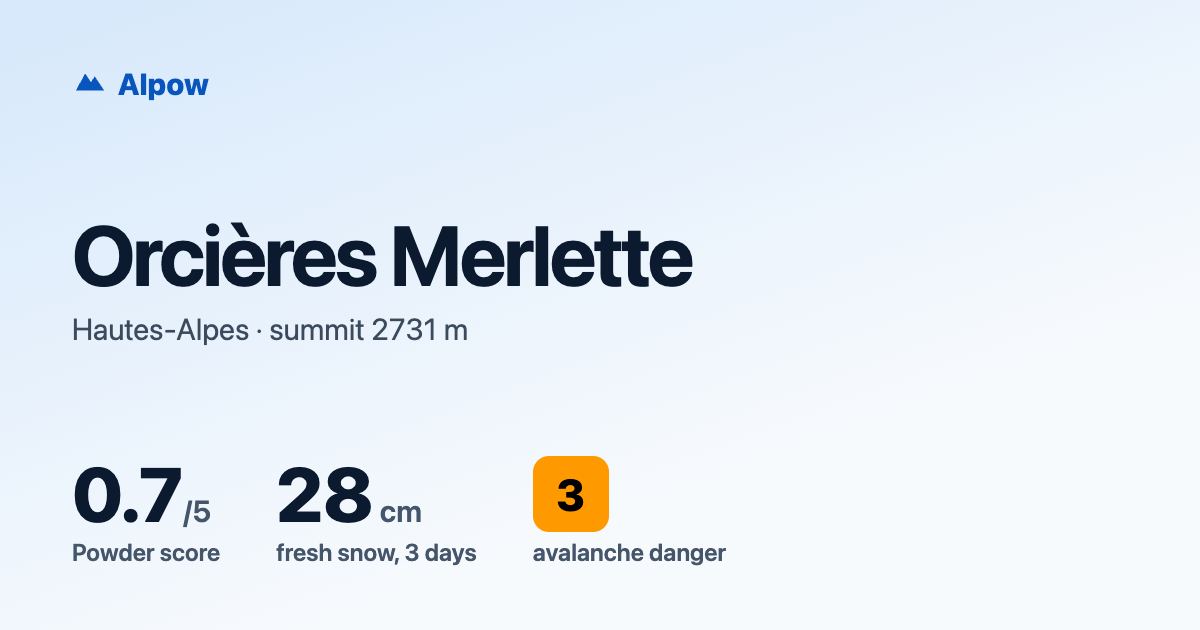 Alpow
Orcières Merlette
Hautes-Alpes · summit 2731 m
0.7/5 28 cm 3
Powder score fresh snow, 3 days avalanche danger